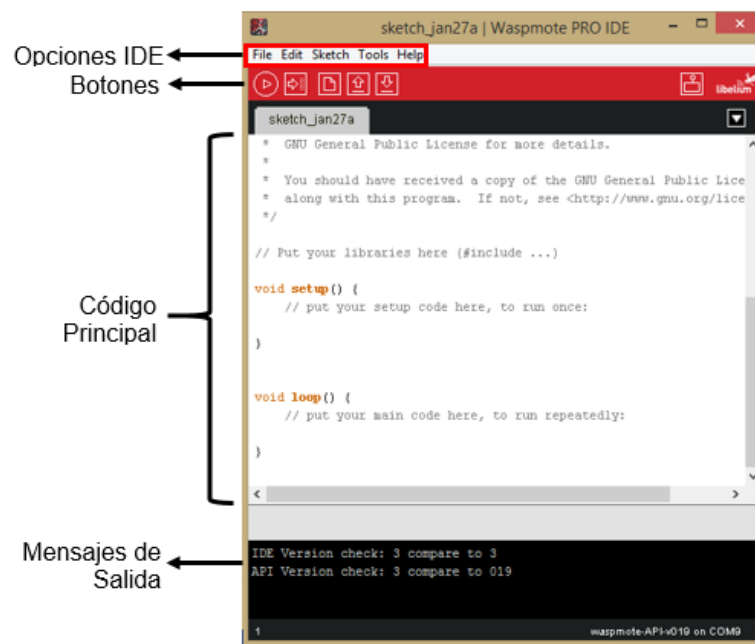 sketch_jan27a | Waspmote PRO IDE
Opciones IDE
File Edit Sketch Tools Help
Botones
libelium
sketch_jan27a
* GNU General Public License for more details.
*
* You should have received a copy of the GNU General Public Lice
* along with this program. If not, see <http://www.gnu.org/lice
*/
// Put your libraries here (#include ...)
void setup() {
// put your setup code here, to run once:
}
Código
Principal
void loop() {
// put your main code here, to run repeatedly:
}
Mensajes de
Salida
IDE Version check: 3 compare to 3
API Version check: 3 compare to 019
1
waspmote-API-v019 on COM9